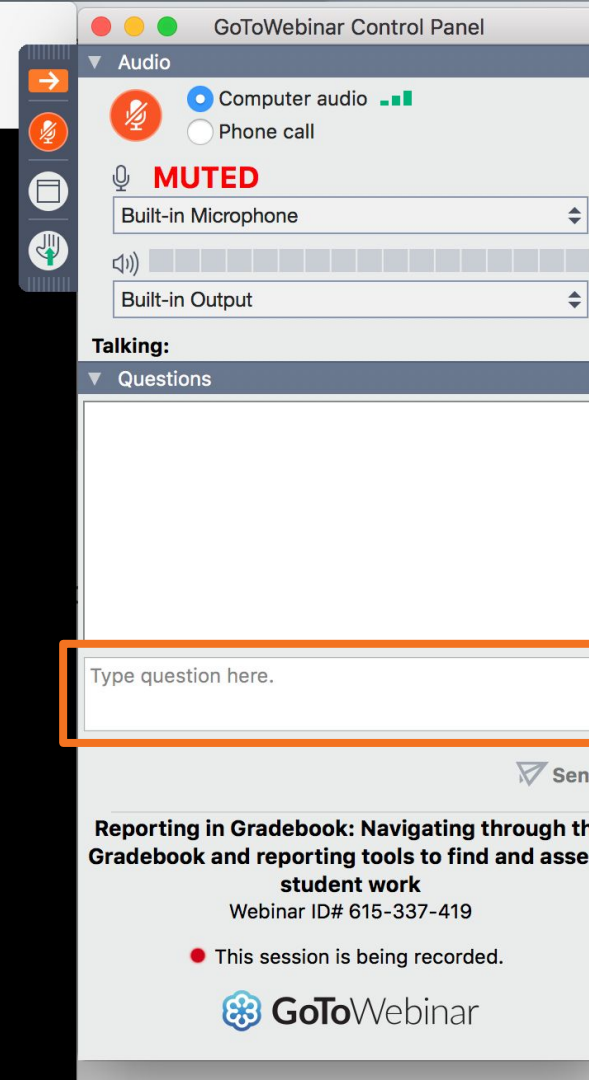 GoToWebinar Control Panel
Audio
Computer audio
Phone call
MUTED
Built-in Microphone
Built-in Output
Talking:
Questions
Type question here.
Sen
Reporting in Gradebook: Navigating through th
Gradebook and reporting tools to find and asse
student work
Webinar ID# 615-337-419
This session is being recorded.
GoToWebinar